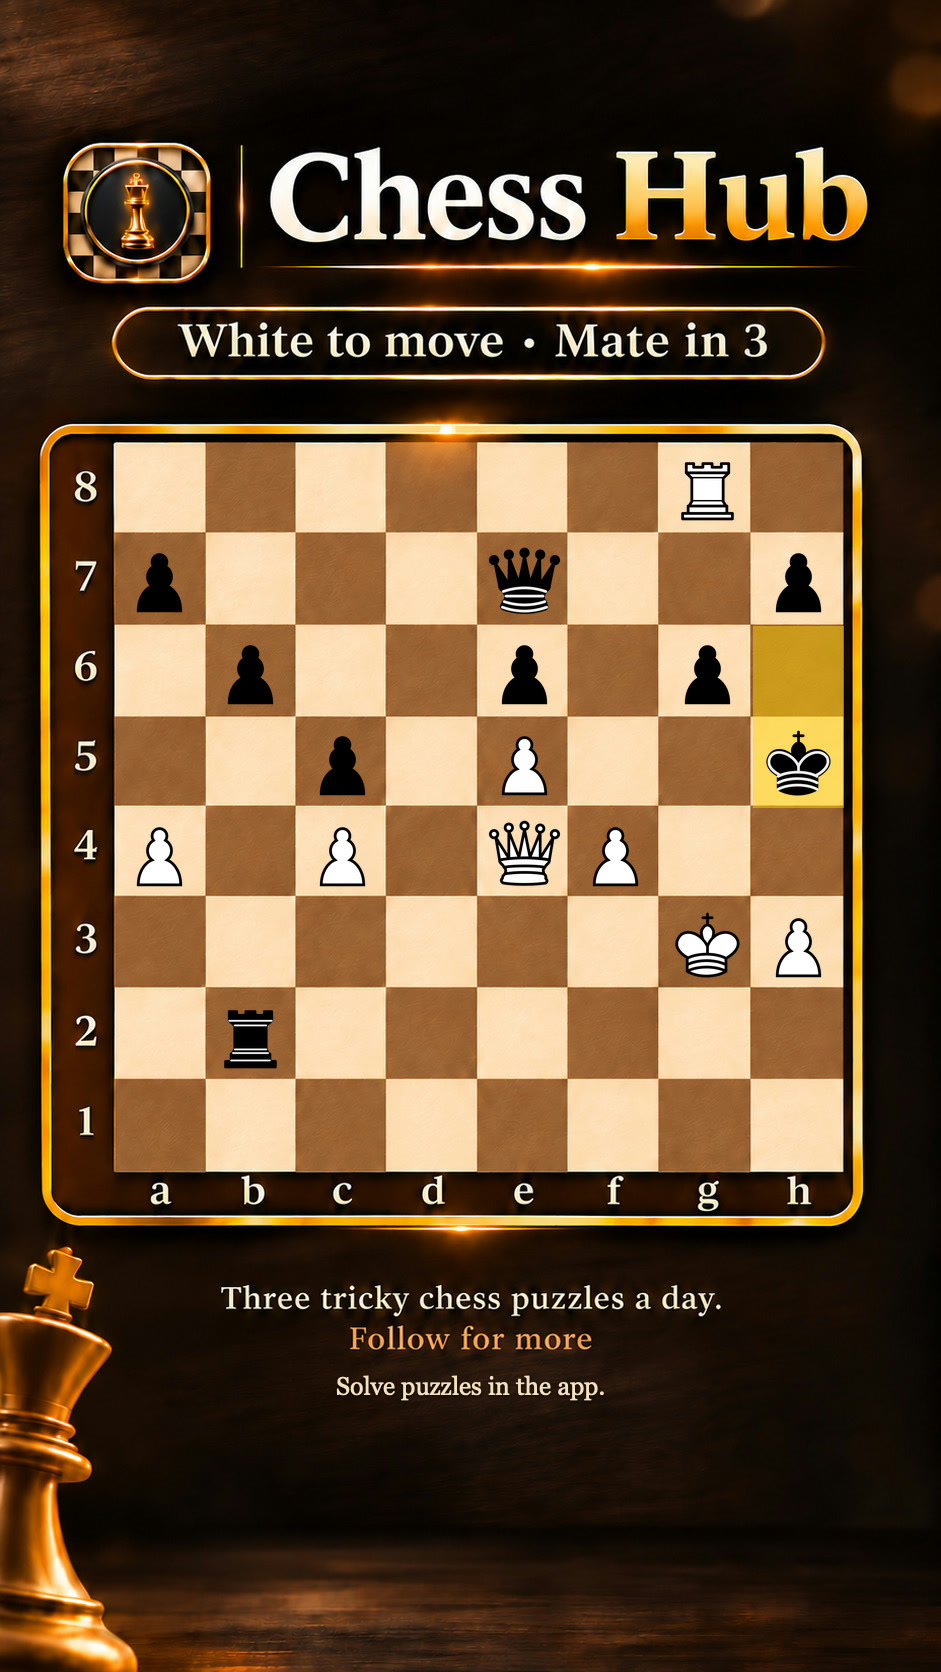 Chess Hub
White to move • Mate in 3
8
7
6
5
4
3
2
1
a b c d e f g h
Three tricky chess puzzles a day.
Follow for more
Solve puzzles in the app.